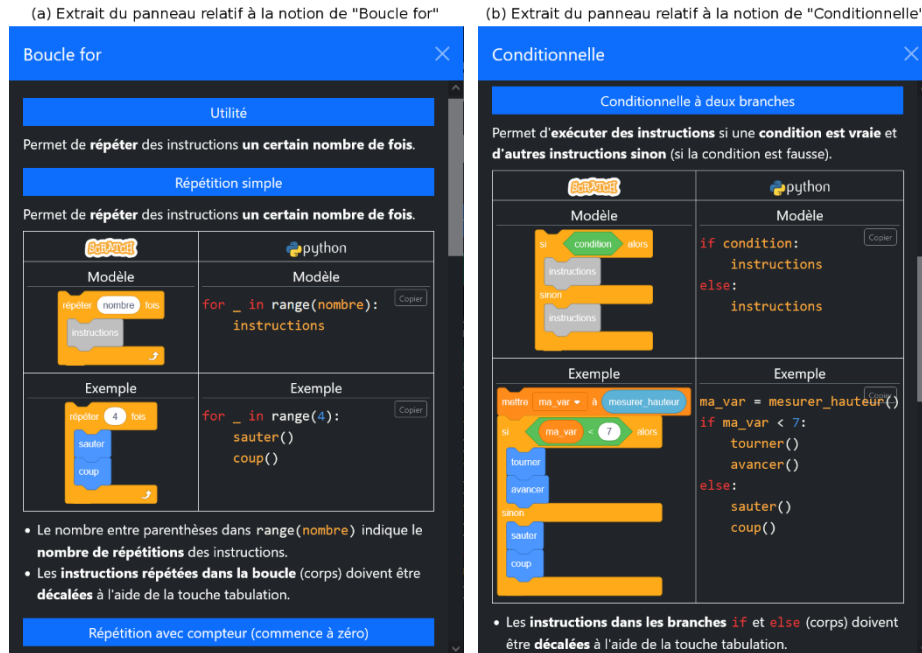 (a) Extrait du panneau relatif à la notion de "Boucle for"
Boucle for
Utilité
Permet de répéter des instructions un certain nombre de fois.
Répétition simple
Permet de répéter des instructions un certain nombre de fois.
SCRATCH python
Modèle Modèle
répéter nombre fois
instructions
for _ in range(nombre):
instructions
Copier
Exemple Exemple
répéter 4 fois
sauter
coup
for _ in range(4):
sauter()
coup()
Copier
• Le nombre entre parenthèses dans range(nombre) indique le
nombre de répétitions des instructions.
• Les instructions répétées dans la boucle (corps) doivent être
décalées à l'aide de la touche tabulation.
Répétition avec compteur (commence à zéro)
(b) Extrait du panneau relatif à la notion de "Conditionnelle"
Conditionnelle
Conditionnelle à deux branches
Permet d'exécuter des instructions si une condition est vraie et
d'autres instructions sinon (si la condition est fausse).
SCRATCH python
Modèle Modèle
si condition alors
instructions
sinon
instructions
if condition:
instructions
else:
instructions
Copier
Exemple Exemple
mettre ma_var à mesurer_hauteur
si ma_var < 7 alors
tourner
avancer
sinon
sauter
coup
ma_var = mesurer_hauteur()
if ma_var < 7:
tourner()
avancer()
else:
sauter()
coup()
Copier
• Les instructions dans les branches if et else (corps) doivent
être décalées à l'aide de la touche tabulation.